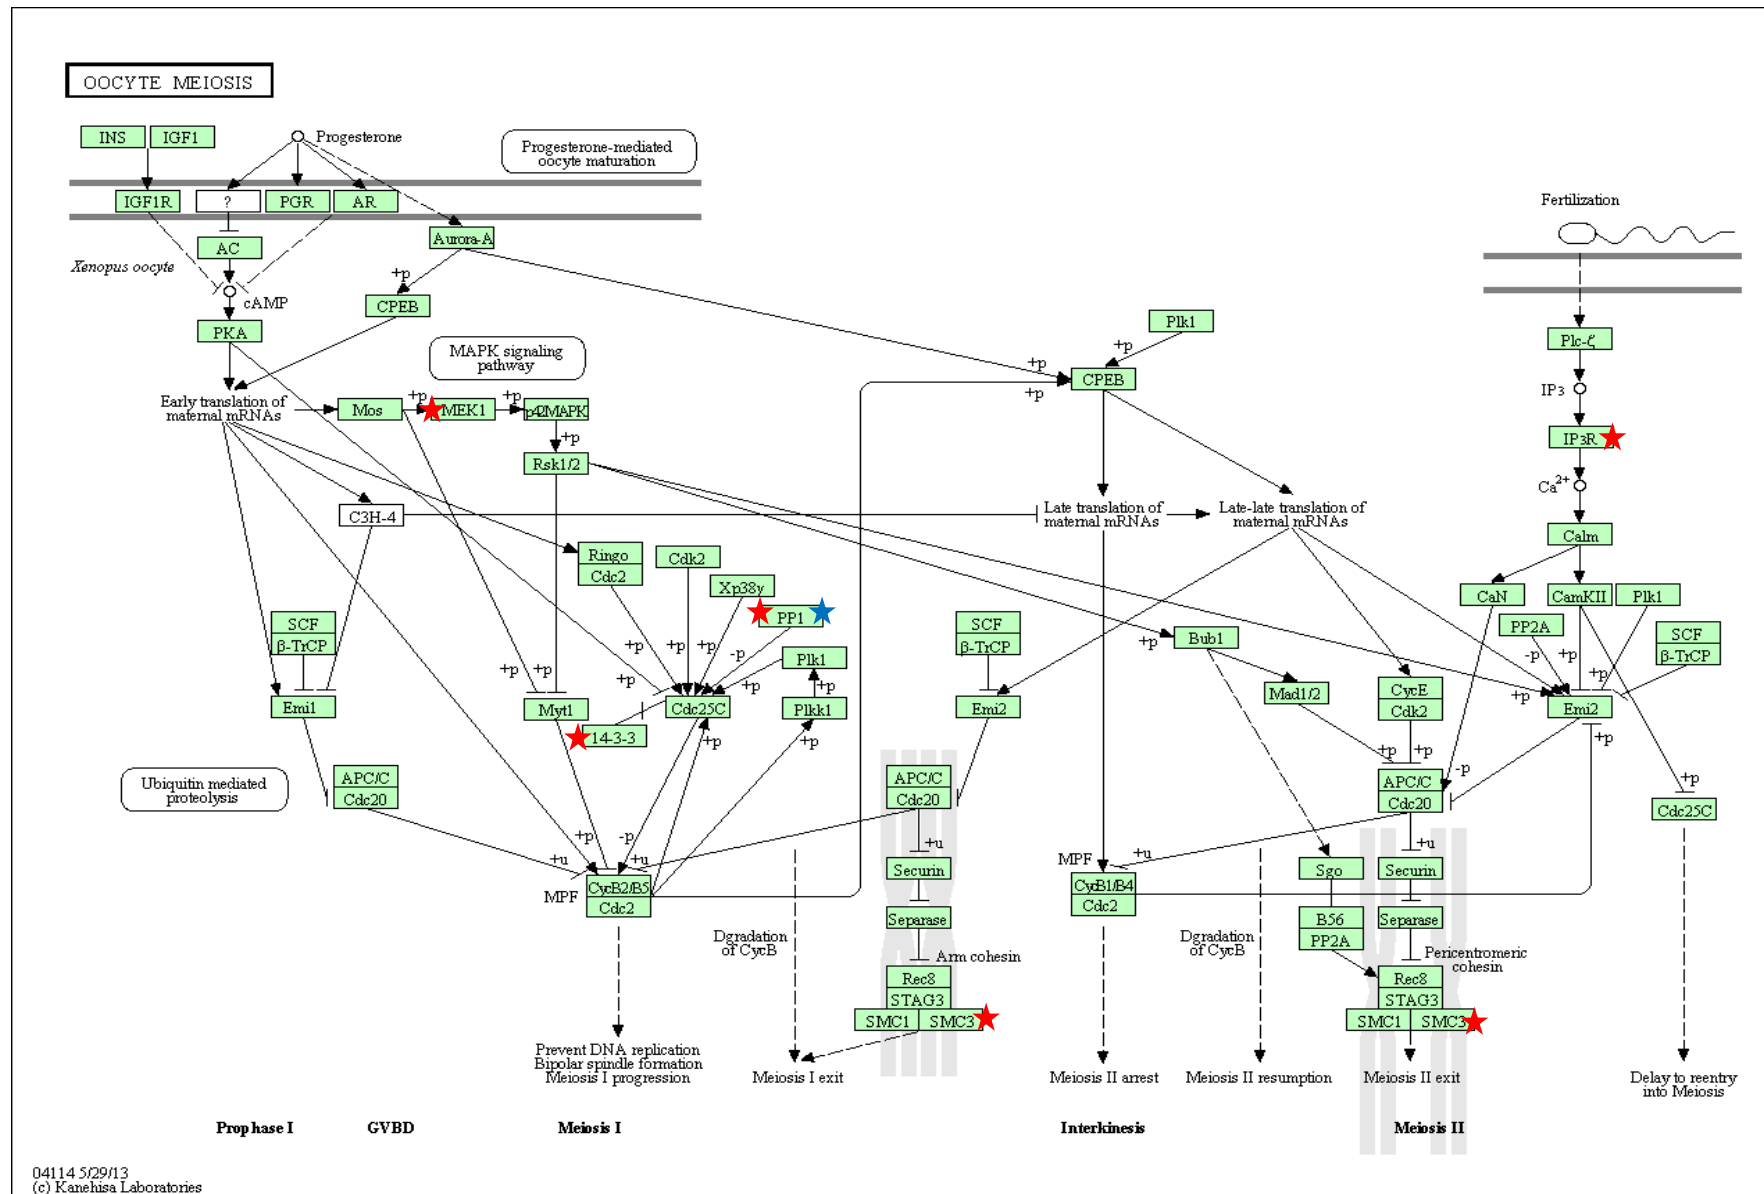 OOCYTE MEIOSIS
INS
IGF1
Progesterone
Progesterone-mediated
oocyte maturation
IGF1R
?
PGR
AR
Fertilization
AC
Aurora-A
Xenopus oocyte
+p
cAMP
CPEB
PKA
Plk1
Plc-ζ
MAPK signaling
pathway
+p
+p
CPEB
+p
IP3
Early translation of
maternal mRNAs
Mos
+p
MEK1
+p
p42MAPK
+p
Rsk1/2
IP3R
Ca2+
C3H-4
Late translation of
maternal mRNAs
Late-late translation of
maternal mRNAs
Calm
Ringo
Cdc2
Cdk2
Xp38γ
PP1
CaN
CamKII
Plk1
SCF
β-TrCP
SCF
β-TrCP
Bub1
+p
PP2A
SCF
β-TrCP
+p
+p
+p
+p
+p
-p
Plk1
+p
+p
-p
+p
+p
Emi1
Myt1
Cdc25C
Plkk1
Emi2
Mad1/2
CycE
Cdk2
+p
Emi2
14-3-3
+p
+p
+p
+p
+p
-p
+p
Ubiquitin mediated
proteolysis
APC/C
Cdc20
APC/C
Cdc20
APC/C
Cdc20
Cdc25C
+p
-p
+u
+u
+u
+u
+u
MPF
CycB2/B5
Cdc2
Securin
MPF
CycB1/B4
Cdc2
Sgo
Securin
Separase
B56
PP2A
Separase
Dgradation
of CycB
Arm cohesin
Dgradation
of CycB
Pericentromeric
cohesin
Rec8
STAG3
SMC1
SMC3
Rec8
STAG3
SMC1
SMC3
Prevent DNA replication
Bipolar spindle formation
Meiosis I progression
Meiosis I exit
Meiosis II arrest
Meiosis II resumption
Meiosis II exit
Delay to reentry
into Meiosis
Prophase I
GVBD
Meiosis I
Interkinesis
Meiosis II
04114 5/29/13
(c) Kanehisa Laboratories